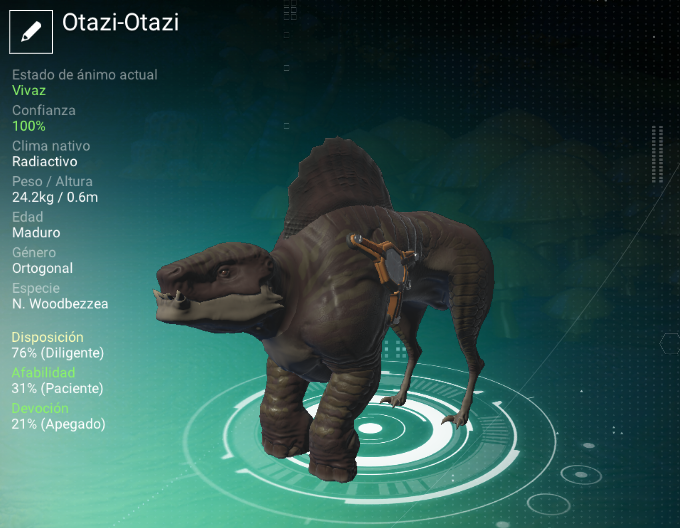 Otazi-Otazi
Estado de ánimo actual
Vivaz
Confianza
100%
Clima nativo
Radiactivo
Peso / Altura
24.2kg / 0.6m
Edad
Maduro
Género
Ortogonal
Especie
N. Woodbezzea
Disposición
76% (Diligente)
Afabilidad
31% (Paciente)
Devoción
21% (Apegado)